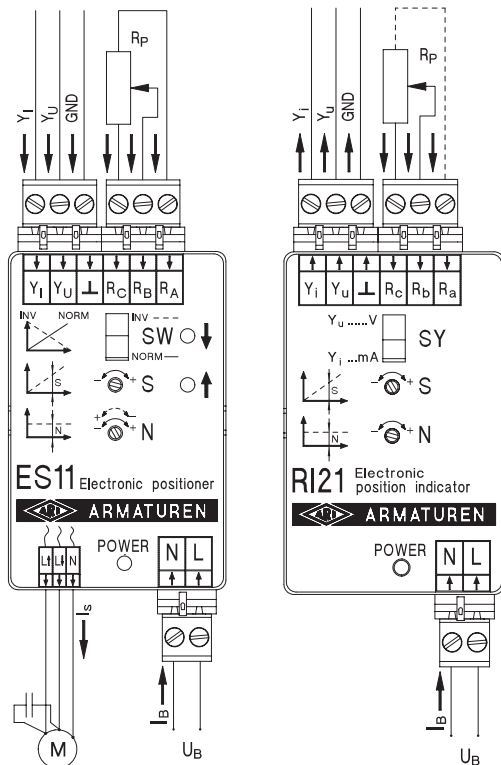 R_P
Y_I Y_U GND
Y_I Y_U ⊥ R_C R_B R_A
INV NORM
INV
SW
NORM
S
- + S
N
- + - + N
ES11 Electronic positioner
ARI ARMATUREN
POWER
N L
L L N
I_S
I_B
M
U_B
R_P
Y_i Y_u GND
Y_i Y_u ⊥ R_c R_b R_a
Y_u ......V
SY
Y_i ...mA
S
- + S
N
- + N
RI21 Electronic position indicator
ARI ARMATUREN
POWER
N L
I_B
U_B